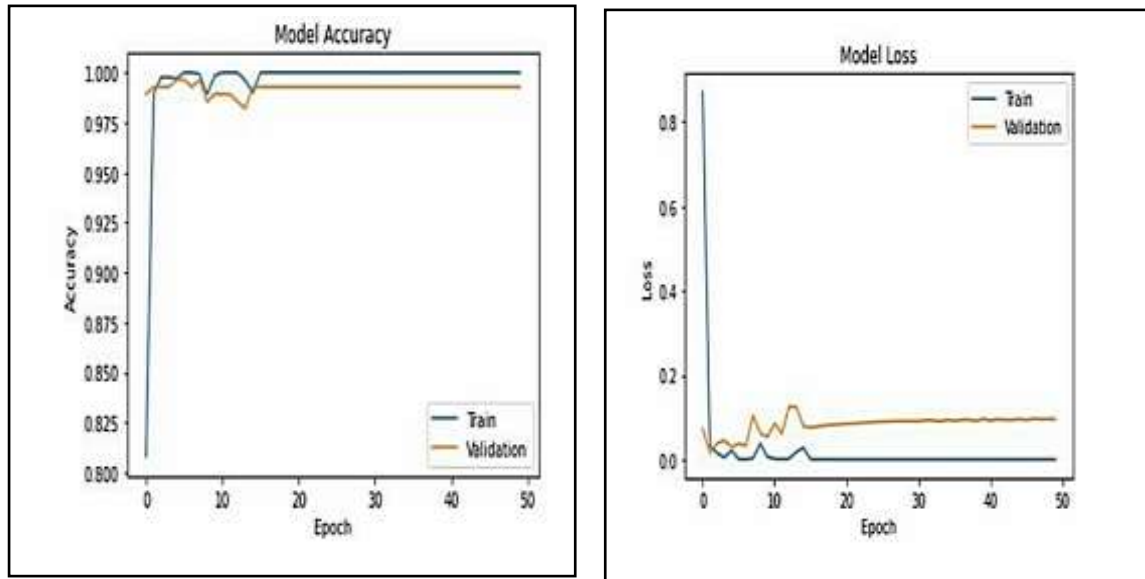 Model Accuracy
1.000
0.975
0.950
0.925
0.900
0.875
0.850
0.825
0.800
Accuracy
0 10 20 30 40 50
Epoch
Train
Validation
Model Loss
0.8
0.6
0.4
0.2
0.0
Loss
0 10 20 30 40 50
Epoch
Train
Validation